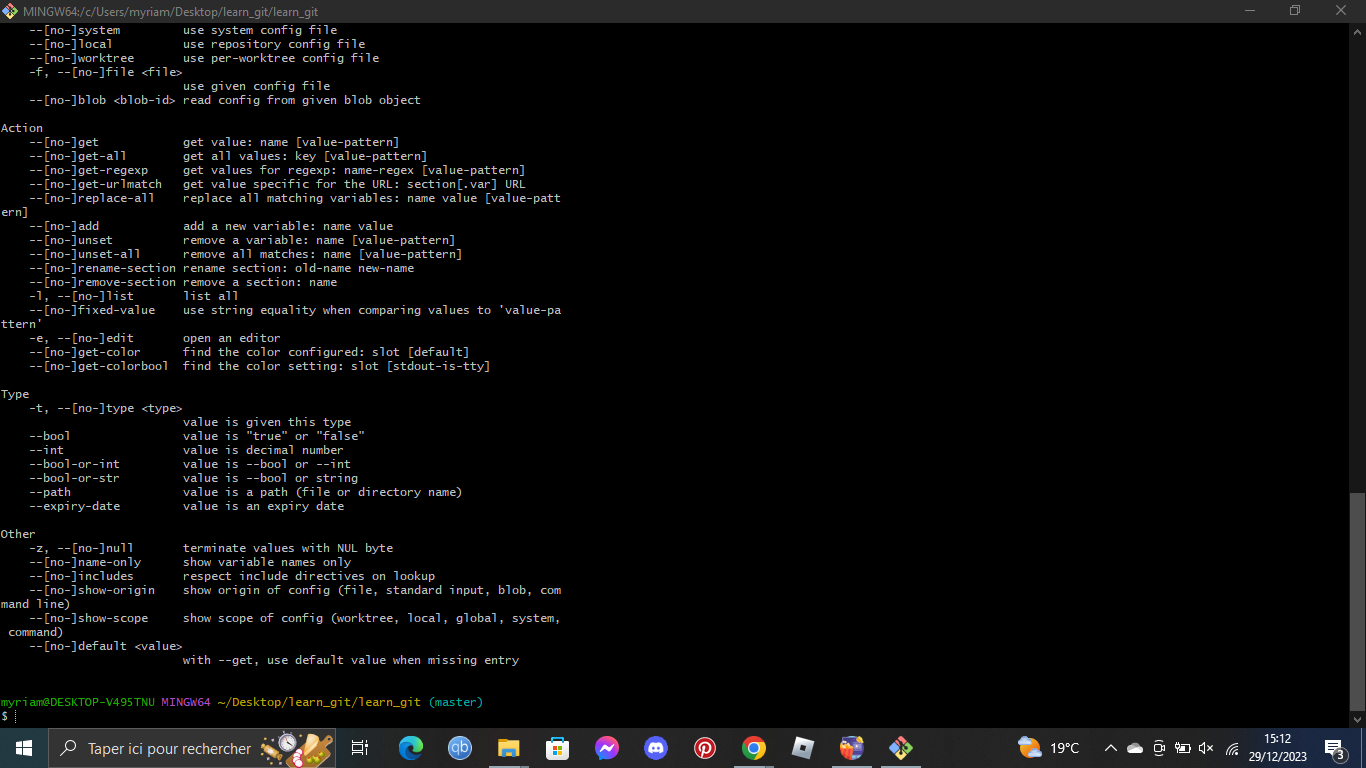 MINGW64:/c/Users/myriam/Desktop/learn_git/learn_git
--[no-]system use system config file
--[no-]local use repository config file
--[no-]worktree use per-worktree config file
-f, --[no-]file <file>
use given config file
--[no-]blob <blob-id> read config from given blob object
Action
--[no-]get get value: name [value-pattern]
--[no-]get-all get all values: key [value-pattern]
--[no-]get-regexp get values for regexp: name-regex [value-pattern]
--[no-]get-urlmatch get value specific for the URL: section[.var] URL
--[no-]replace-all replace all matching variables: name value [value-patt
ern]
--[no-]add add a new variable: name value
--[no-]unset remove a variable: name [value-pattern]
--[no-]unset-all remove all matches: name [value-pattern]
--[no-]rename-section rename section: old-name new-name
--[no-]remove-section remove a section: name
-l, --[no-]list list all
--[no-]fixed-value use string equality when comparing values to 'value-pa
ttern'
-e, --[no-]edit open an editor
--[no-]get-color find the color configured: slot [default]
--[no-]get-colorbool find the color setting: slot [stdout-is-tty]
Type
-t, --[no-]type <type>
value is given this type
--bool value is "true" or "false"
--int value is decimal number
--bool-or-int value is --bool or --int
--bool-or-str value is --bool or string
--path value is a path (file or directory name)
--expiry-date value is an expiry date
Other
-z, --[no-]null terminate values with NUL byte
--[no-]name-only show variable names only
--[no-]includes respect include directives on lookup
--[no-]show-origin show origin of config (file, standard input, blob, com
mand line)
--[no-]show-scope show scope of config (worktree, local, global, system,
command)
--[no-]default <value>
with --get, use default value when missing entry
myriam@DESKTOP-V495TNU MINGW64 ~/Desktop/learn_git/learn_git (master)
$
Taper ici pour rechercher
qb
19°C
15:12
29/12/2023
3